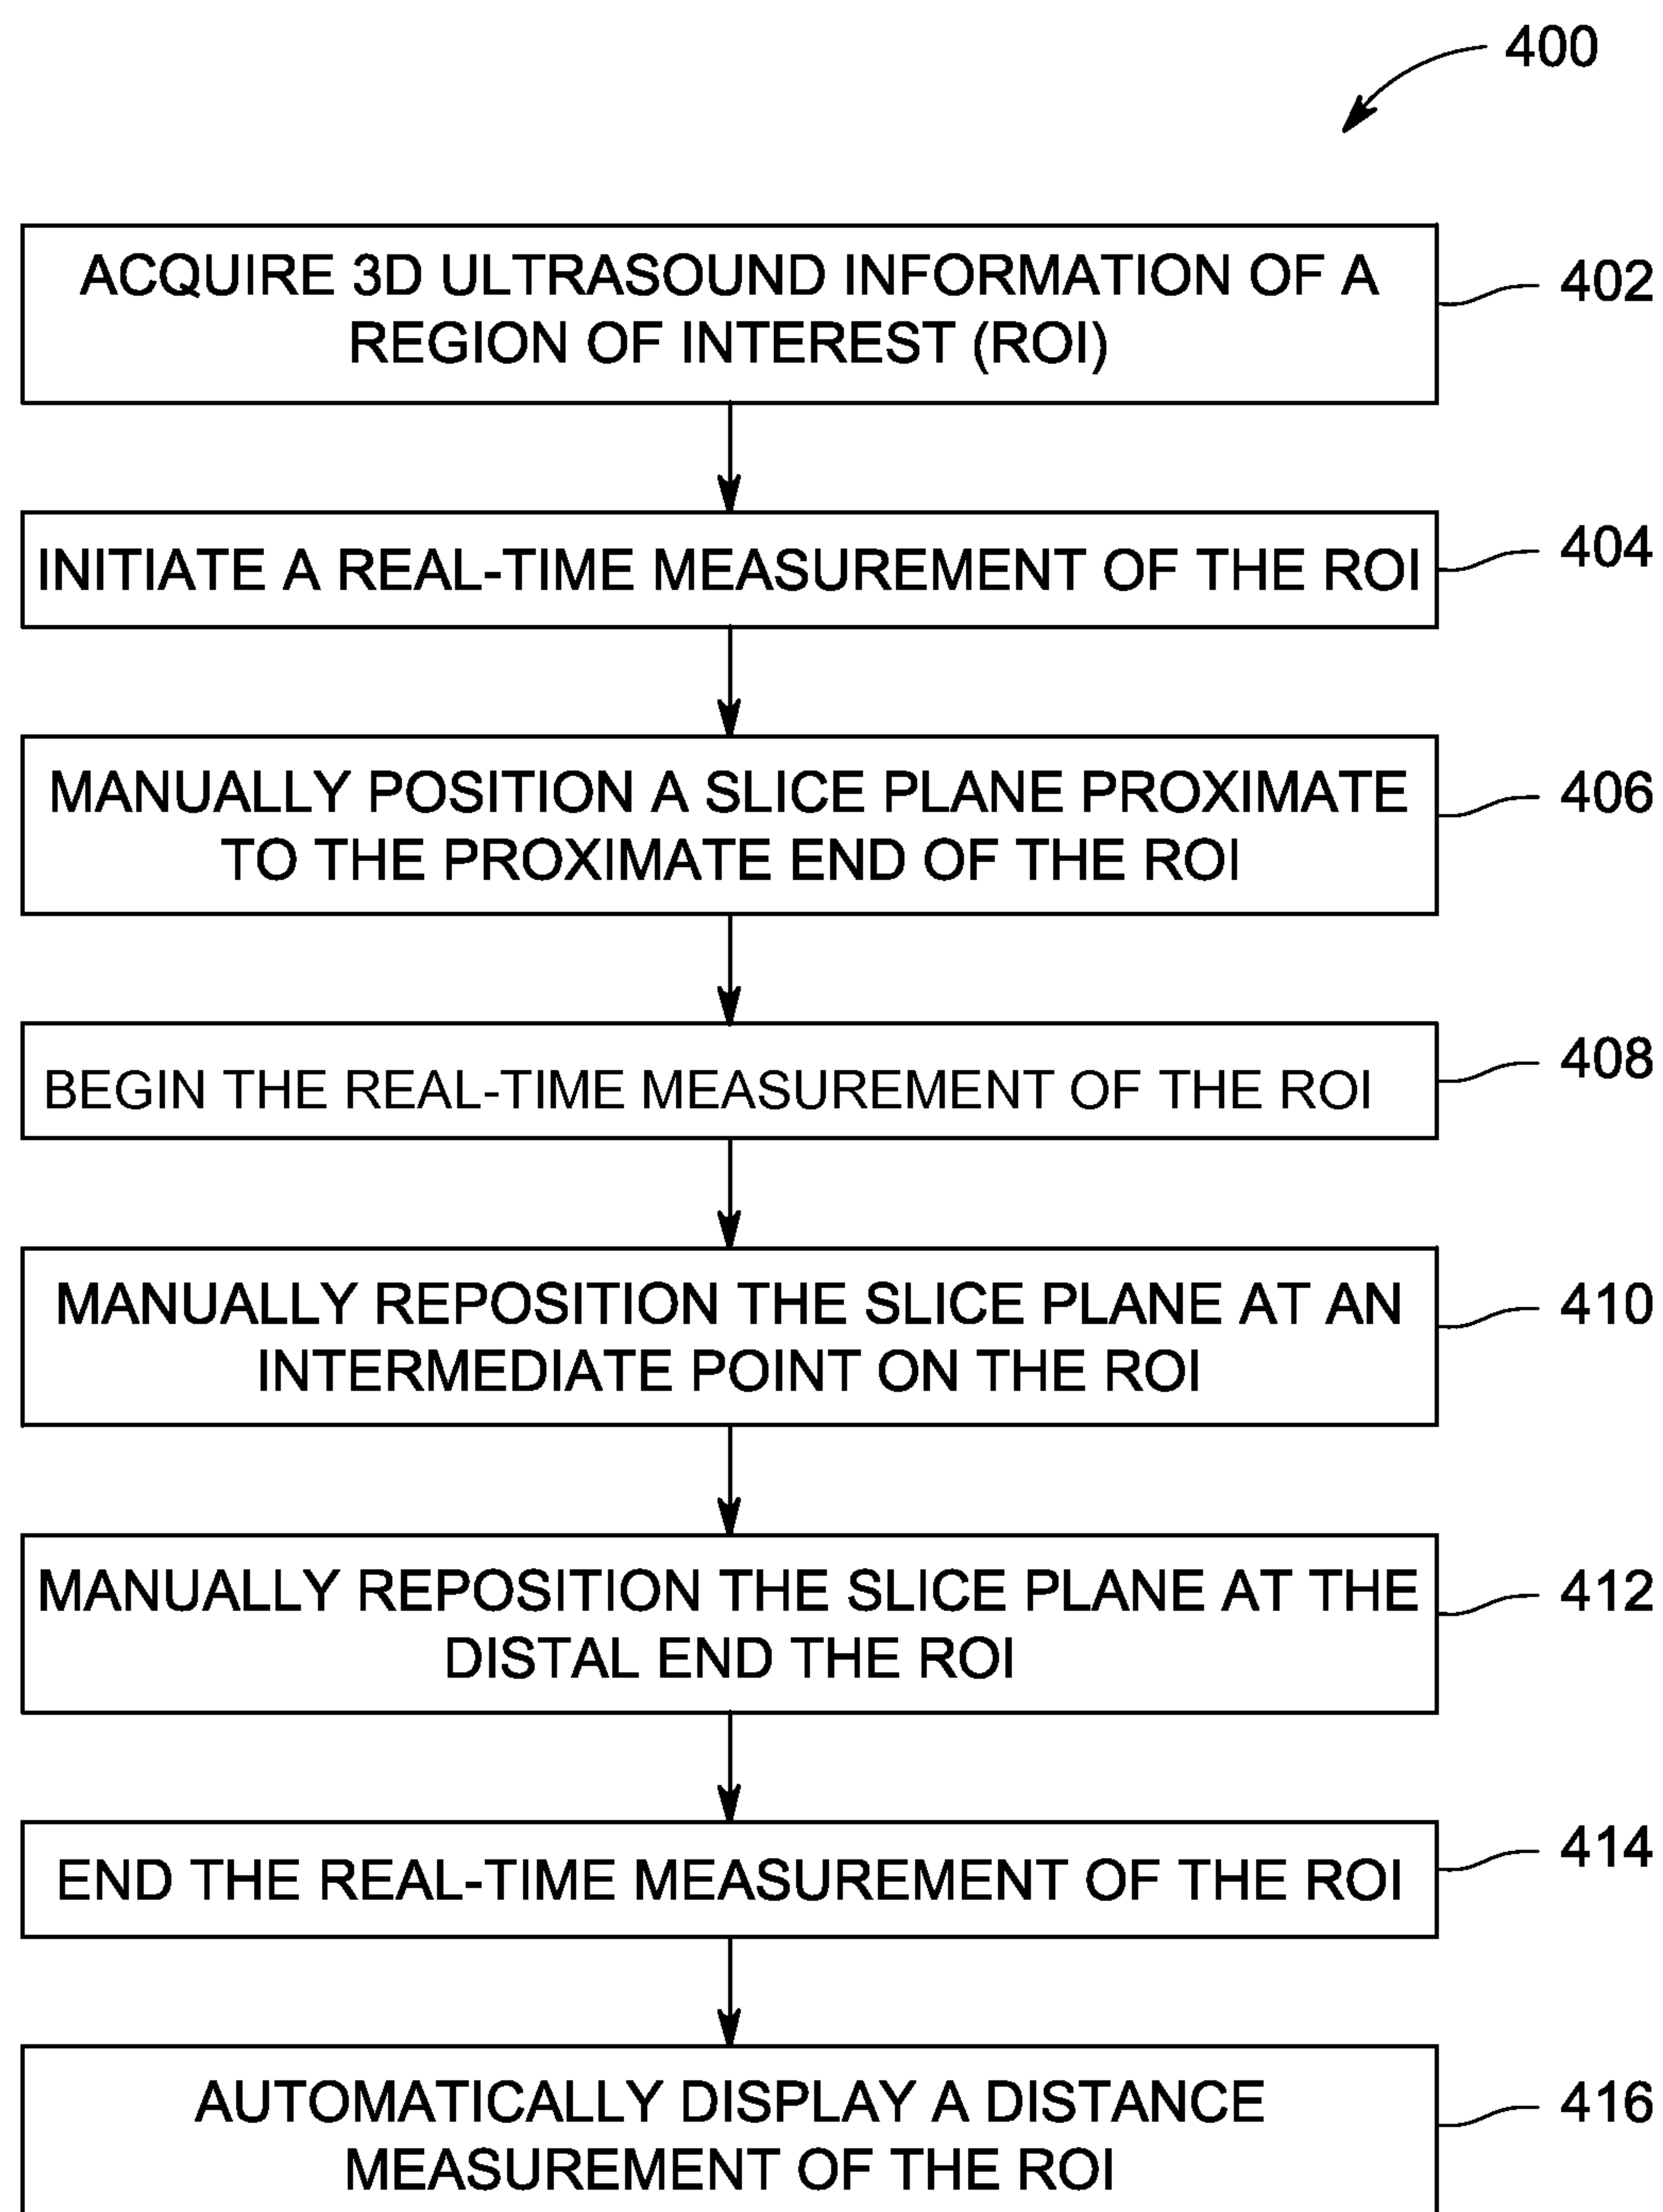 400
ACQUIRE 3D ULTRASOUND INFORMATION OF A
REGION OF INTEREST (ROI)
402
INITIATE A REAL-TIME MEASUREMENT OF THE ROI
404
MANUALLY POSITION A SLICE PLANE PROXIMATE
TO THE PROXIMATE END OF THE ROI
406
BEGIN THE REAL-TIME MEASUREMENT OF THE ROI
408
MANUALLY REPOSITION THE SLICE PLANE AT AN
INTERMEDIATE POINT ON THE ROI
410
MANUALLY REPOSITION THE SLICE PLANE AT THE
DISTAL END THE ROI
412
END THE REAL-TIME MEASUREMENT OF THE ROI
414
AUTOMATICALLY DISPLAY A DISTANCE
MEASUREMENT OF THE ROI
416